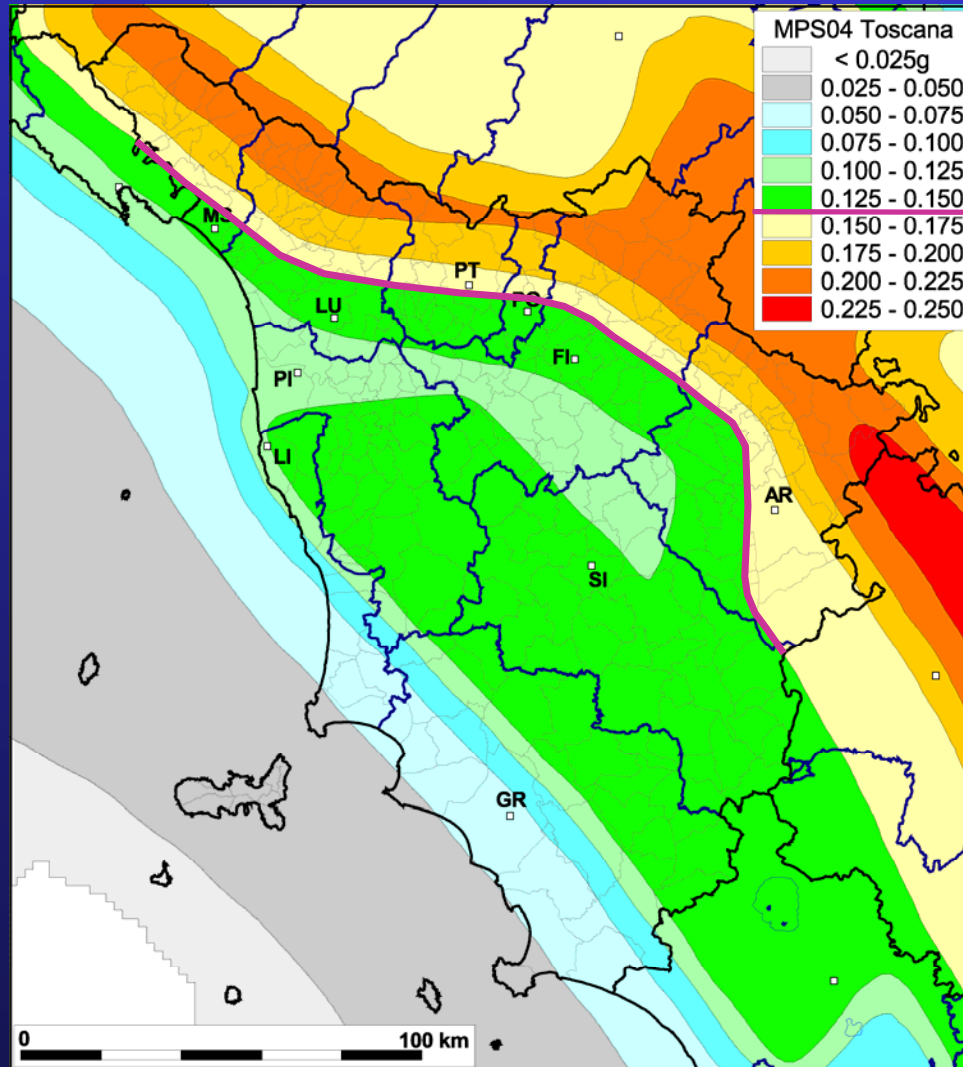 MPS04 Toscana
< 0.025g
0.025 - 0.050
0.050 - 0.075
0.075 - 0.100
0.100 - 0.125
0.125 - 0.150
0.150 - 0.175
0.175 - 0.200
0.200 - 0.225
0.225 - 0.250
MS
PT
PO
LU
FI
PI
LI
AR
SI
GR
0
100 km